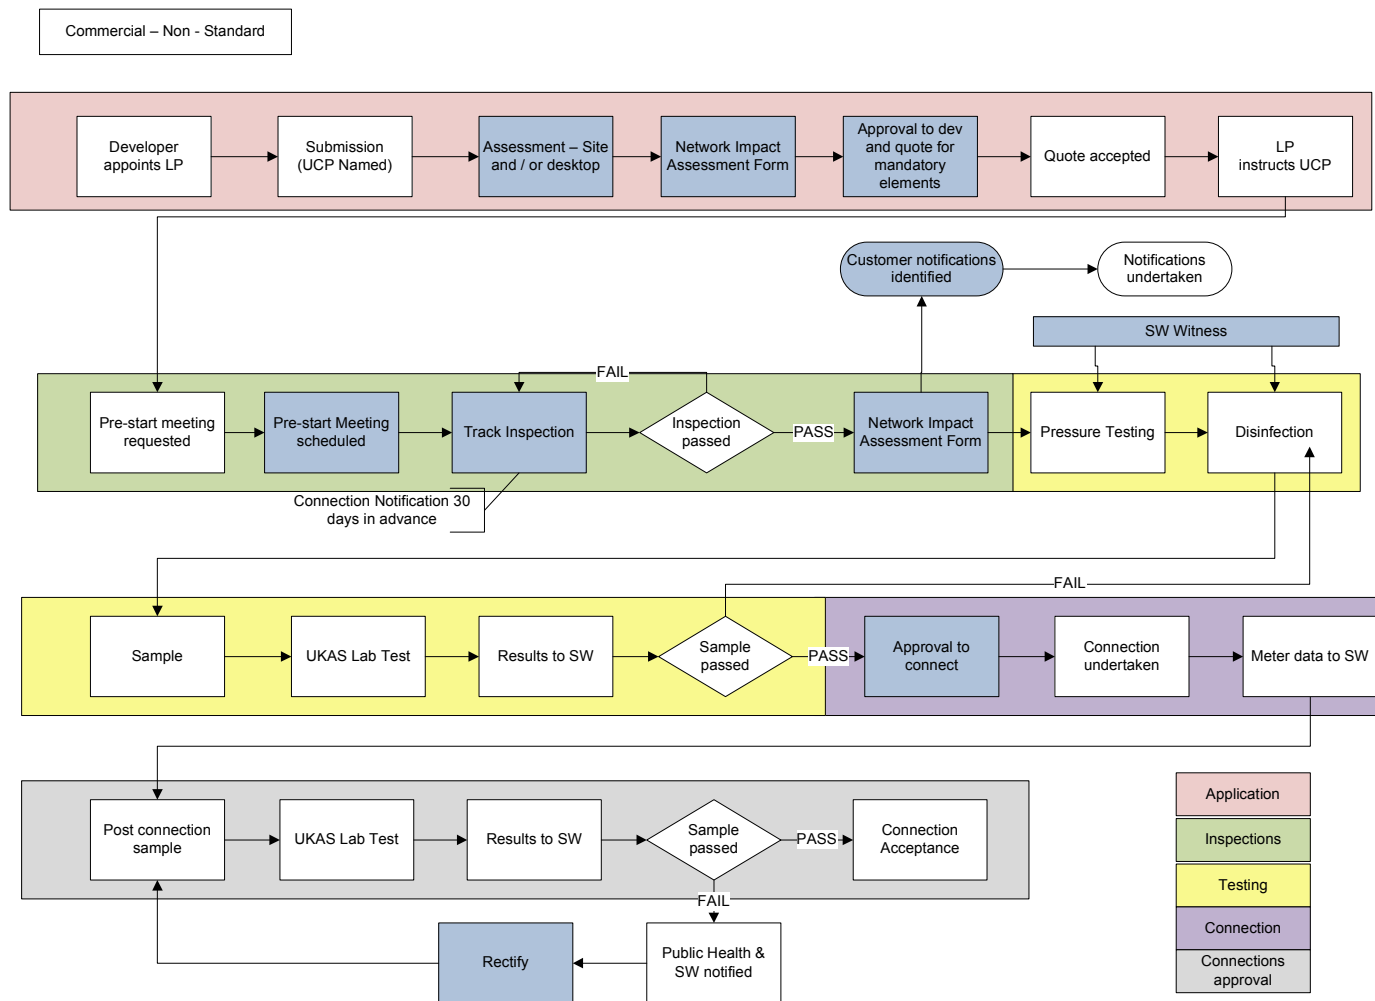 Commercial – Non - Standard
Developer
appoints LP
Submission
(UCP Named)
Assessment – Site
and / or desktop
Network Impact
Assessment Form
Approval to dev
and quote for
mandatory
elements
Quote accepted
LP
instructs UCP
Customer notifications
identified
Notifications
undertaken
SW Witness
FAIL
Pre-start meeting
requested
Pre-start Meeting
scheduled
Track Inspection
Inspection
passed
PASS
Network Impact
Assessment Form
Pressure Testing
Disinfection
Connection Notification 30
days in advance
FAIL
Sample
UKAS Lab Test
Results to SW
Sample
passed
PASS
Approval to
connect
Connection
undertaken
Meter data to SW
Post connection
sample
UKAS Lab Test
Results to SW
Sample
passed
PASS
Connection
Acceptance
FAIL
Rectify
Public Health &
SW notified
Application
Inspections
Testing
Connection
Connections
approval